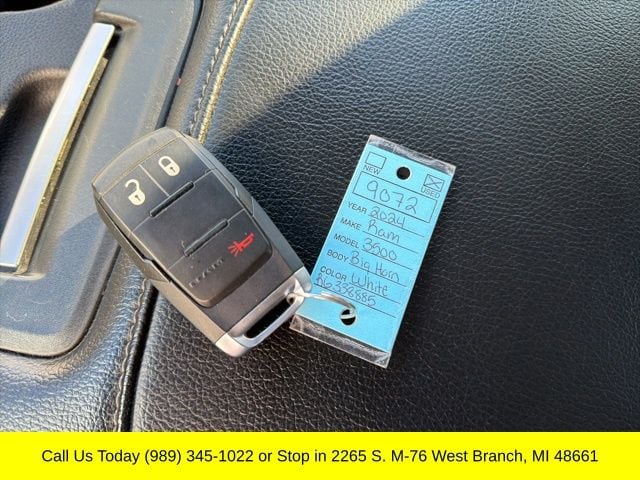 NEW
USED
9072
YEAR 2024
MAKE Ram
MODEL 3500
BODY Big Horn
COLOR White
RG338885
Call Us Today (989) 345-1022 or Stop in 2265 S. M-76 West Branch, MI 48661